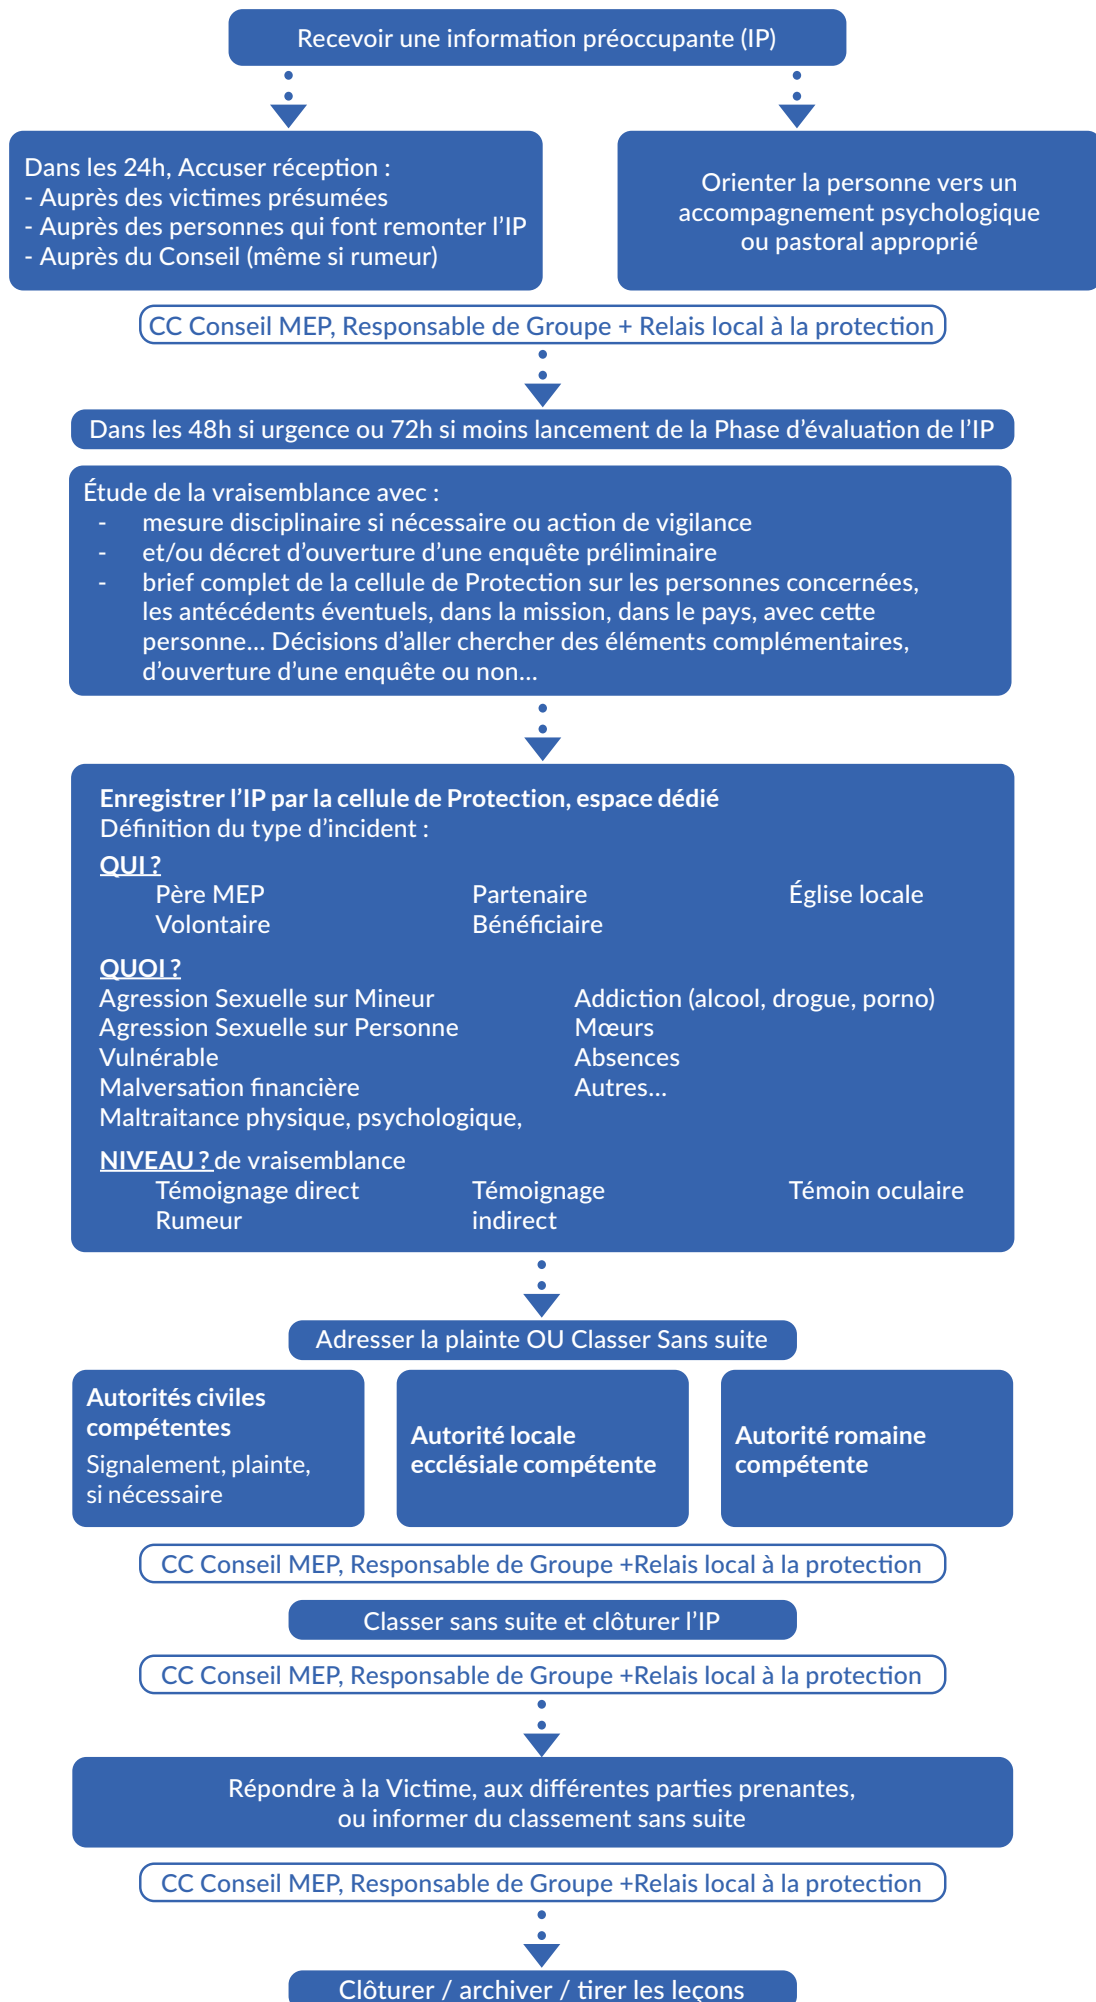 Recevoir une information préoccupante (IP)
Dans les 24h, Accuser réception :
- Auprès des victimes présumées
- Auprès des personnes qui font remonter l’IP
- Auprès du Conseil (même si rumeur)
Orienter la personne vers un
accompagnement psychologique
ou pastoral approprié
CC Conseil MEP, Responsable de Groupe + Relais local à la protection
Dans les 48h si urgence ou 72h si moins lancement de la Phase d’évaluation de l’IP
Étude de la vraisemblance avec :
- mesure disciplinaire si nécessaire ou action de vigilance
- et/ou décret d’ouverture d’une enquête préliminaire
- brief complet de la cellule de Protection sur les personnes concernées,
les antécédents éventuels, dans la mission, dans le pays, avec cette
personne… Décisions d’aller chercher des éléments complémentaires,
d’ouverture d’une enquête ou non…
Enregistrer l’IP par la cellule de Protection, espace dédié
Définition du type d’incident :
QUI ?
Père MEP Partenaire Église locale
Volontaire Bénéficiaire
QUOI ?
Agression Sexuelle sur Mineur
Agression Sexuelle sur Personne
Vulnérable
Malversation financière
Maltraitance physique, psychologique,
Addiction (alcool, drogue, porno)
Mœurs
Absences
Autres…
NIVEAU ? de vraisemblance
Témoignage direct
Rumeur
Témoignage
indirect
Témoin oculaire
Adresser la plainte OU Classer Sans suite
Autorités civiles
compétentes
Signalement, plainte,
si nécessaire
Autorité locale
ecclésiale compétente
Autorité romaine
compétente
CC Conseil MEP, Responsable de Groupe +Relais local à la protection
Classer sans suite et clôturer l’IP
CC Conseil MEP, Responsable de Groupe +Relais local à la protection
Répondre à la Victime, aux différentes parties prenantes,
ou informer du classement sans suite
CC Conseil MEP, Responsable de Groupe +Relais local à la protection
Clôturer / archiver / tirer les leçons